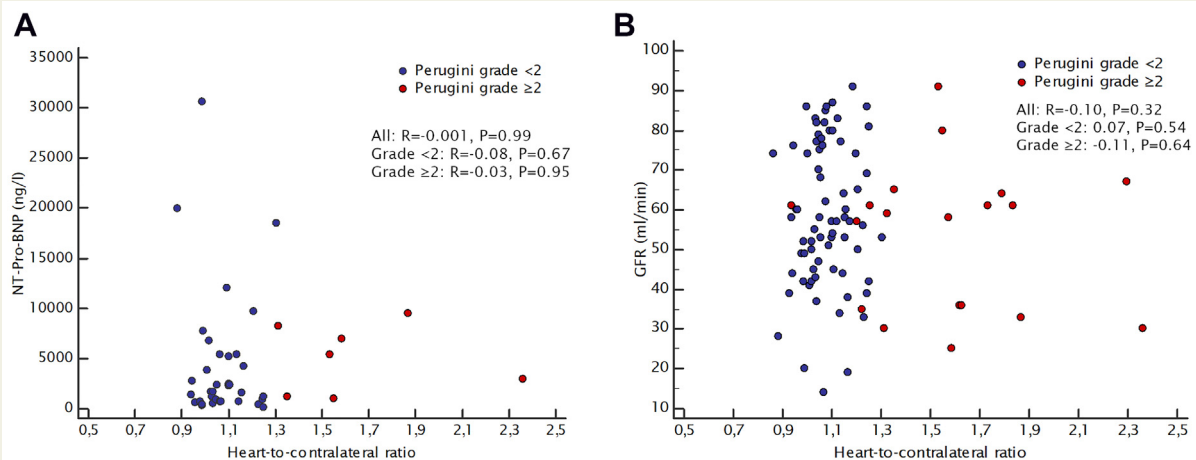 A
35000
30000
25000
20000
15000
10000
5000
0
NT-Pro-BNP (ng/l)
Perugini grade <2
Perugini grade ≥2
All: R=-0.001, P=0.99
Grade <2: R=-0.08, P=0.67
Grade ≥2: R=-0.03, P=0.95
0,5 0,7 0,9 1,1 1,3 1,5 1,7 1,9 2,1 2,3 2,5
Heart-to-contralateral ratio
B
100
90
80
70
60
50
40
30
20
10
GFR (ml/min)
Perugini grade <2
Perugini grade ≥2
All: R=-0.10, P=0.32
Grade <2: 0.07, P=0.54
Grade ≥2: -0.11, P=0.64
0,5 0,7 0,9 1,1 1,3 1,5 1,7 1,9 2,1 2,3 2,5
Heart-to-contralateral ratio